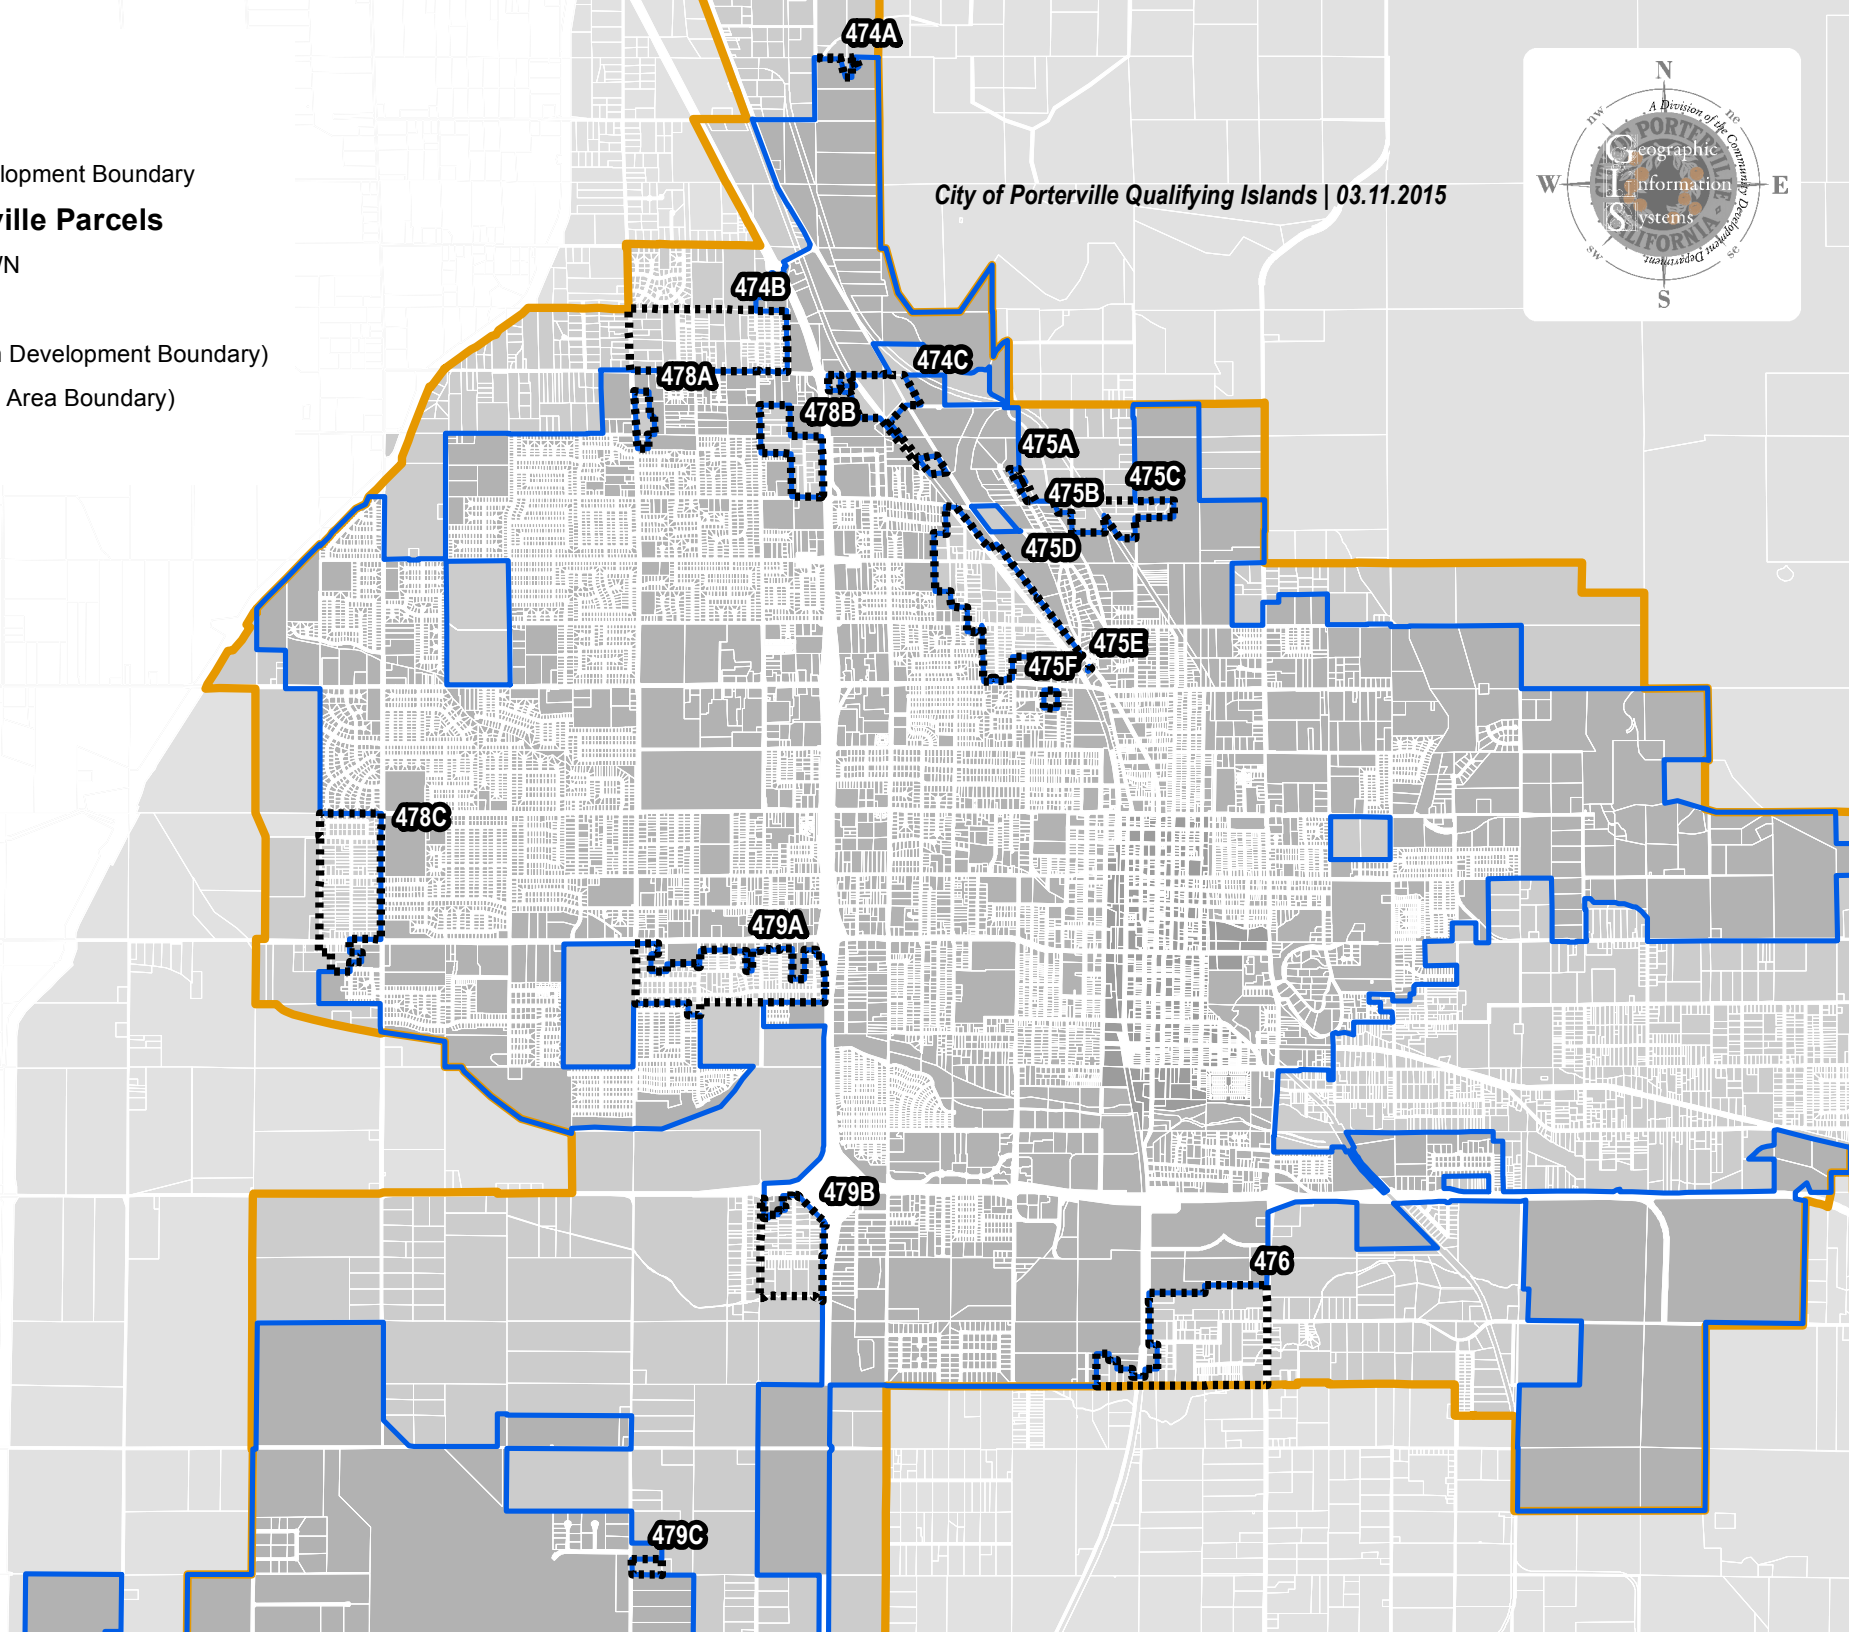 474A
N
nw
ne
A Division of the Community Development Department
PORTERVILLE
CALIFORNIA
Geographic
Information
Systems
W
E
sw
se
S
lopment Boundary
City of Porterville Qualifying Islands | 03.11.2015
ville Parcels
WN
474B
Development Boundary)
474C
478A
Area Boundary)
478B
475A
475C
475B
475D
475E
475F
478C
479A
479B
476
479C